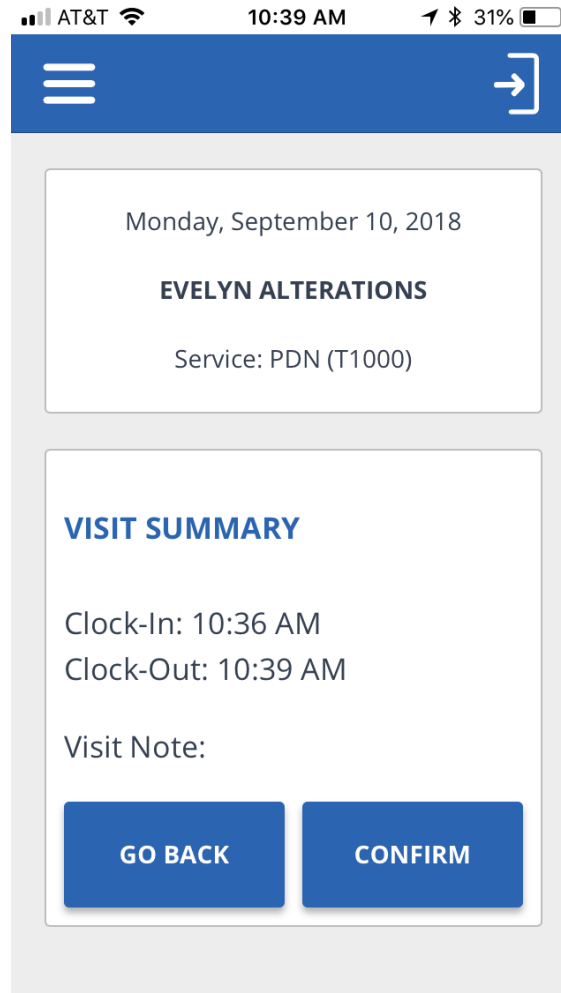 AT&T 10:39 AM 31%
Monday, September 10, 2018
EVELYN ALTERATIONS
Service: PDN (T1000)
VISIT SUMMARY
Clock-In: 10:36 AM
Clock-Out: 10:39 AM
Visit Note:
GO BACK CONFIRM